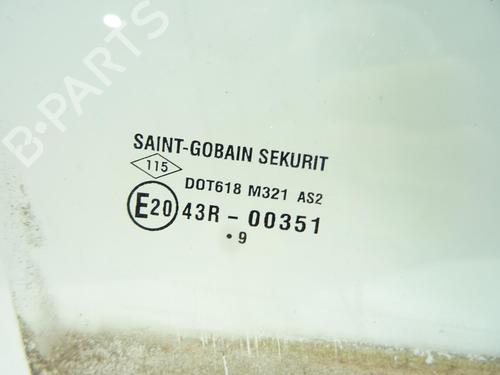 B-PARTS
SAINT-GOBAIN SEKURIT
115
DOT618 M321 AS2
E20 43R - 00351
• 9